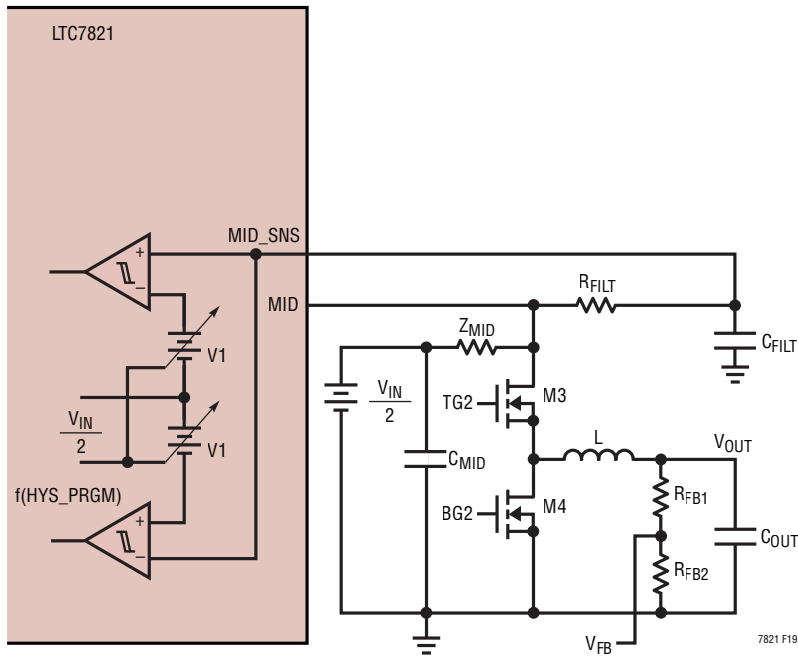 LTC7821
MID_SNS
+
−
MID
RFILT
ZMID
V1
CFILT
VIN
2
TG2
M3
VIN
2
V1
L
VOUT
CMID
RFB1
f(HYS_PRGM)
BG2
M4
+
−
COUT
RFB2
VFB
7821 F19